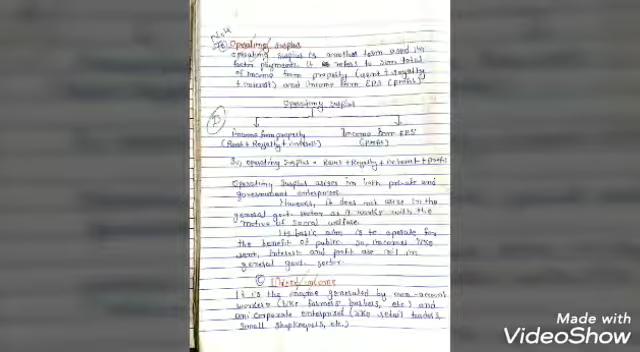 Operating Surplus
Operating surplus is another term used in
factor payments. It refers to sum total
of income from property (rent + royalty
+ interest) and income from EPS (profits)
Operating Surplus
Income from property
(Rent + Royalty + interest)
Income from EPS
(profits)
So, operating surplus = Rent + Royalty + interest + profits
Operating surplus arises in both private and
government enterprises.
However, it does not arise in the
general govt. sector as it works with the
motive of social welfare.
Its basic aim is to operate for
the benefit of public. So, incomes like
rent, interest and profit are nil in
general govt. sector.
© Mixed income
It is the income generated by own-account
workers (like farmers, barbers, etc) and
unincorporate enterprises (like retail traders,
small shopkeepers, etc.)
Made with
VideoShow